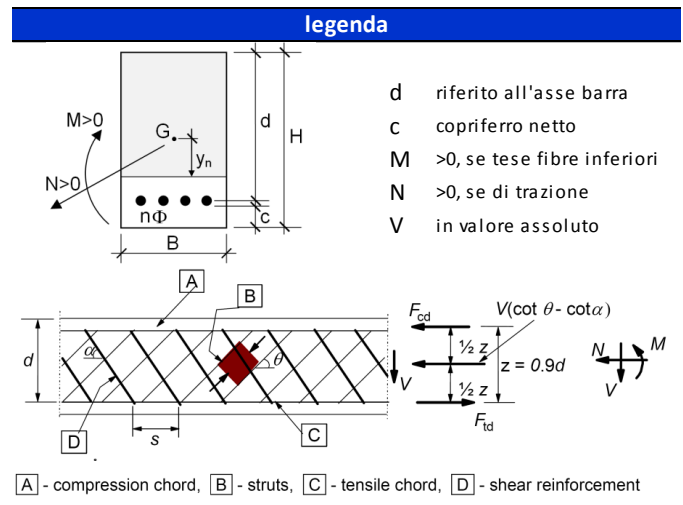 legenda
M>0
N>0
G
yn
nΦ
B
d
H
c
d riferito all'asse barra
c copriferro netto
M >0, se tese fibre inferiori
N >0, se di trazione
V in valore assoluto
A
B
d
α
θ
D
s
C
Fcd
V(cot θ - cotα)
½ z
z = 0.9d
½ z
V
Ftd
N
M
V
A - compression chord, B - struts, C - tensile chord, D - shear reinforcement